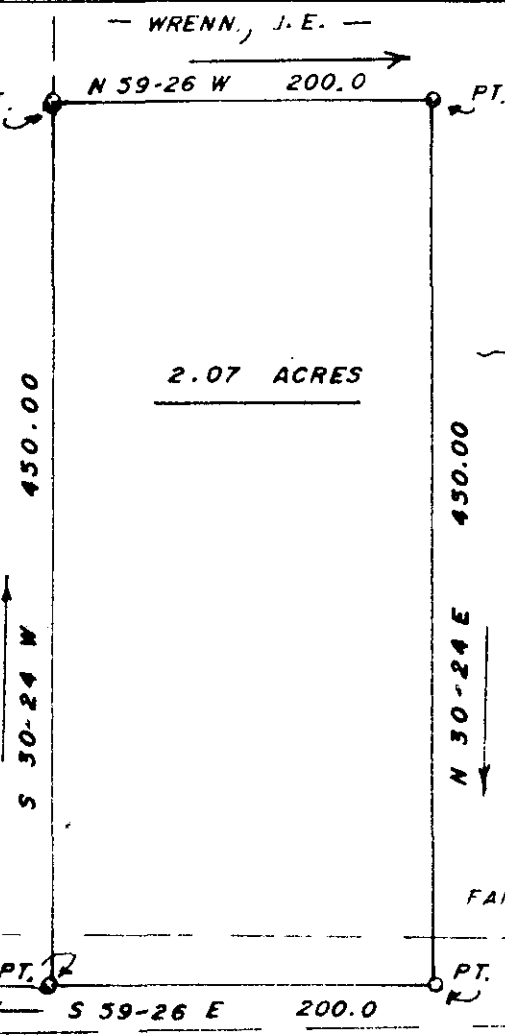 — WRENN, J.E. —
N 59-26 W 200.0
PT.
2.07 ACRES
450.00
S 30-24 W
450.00
N 30-24 E
PT.
PT.
S 59-26 E 200.0